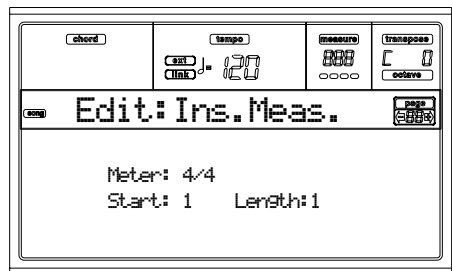 chord tempo measure transpose
ext link ♩= 120 888 C 0
octave
song Edit:Ins.Meas. page 88
Meter: 4/4
Start: 1 Length:1